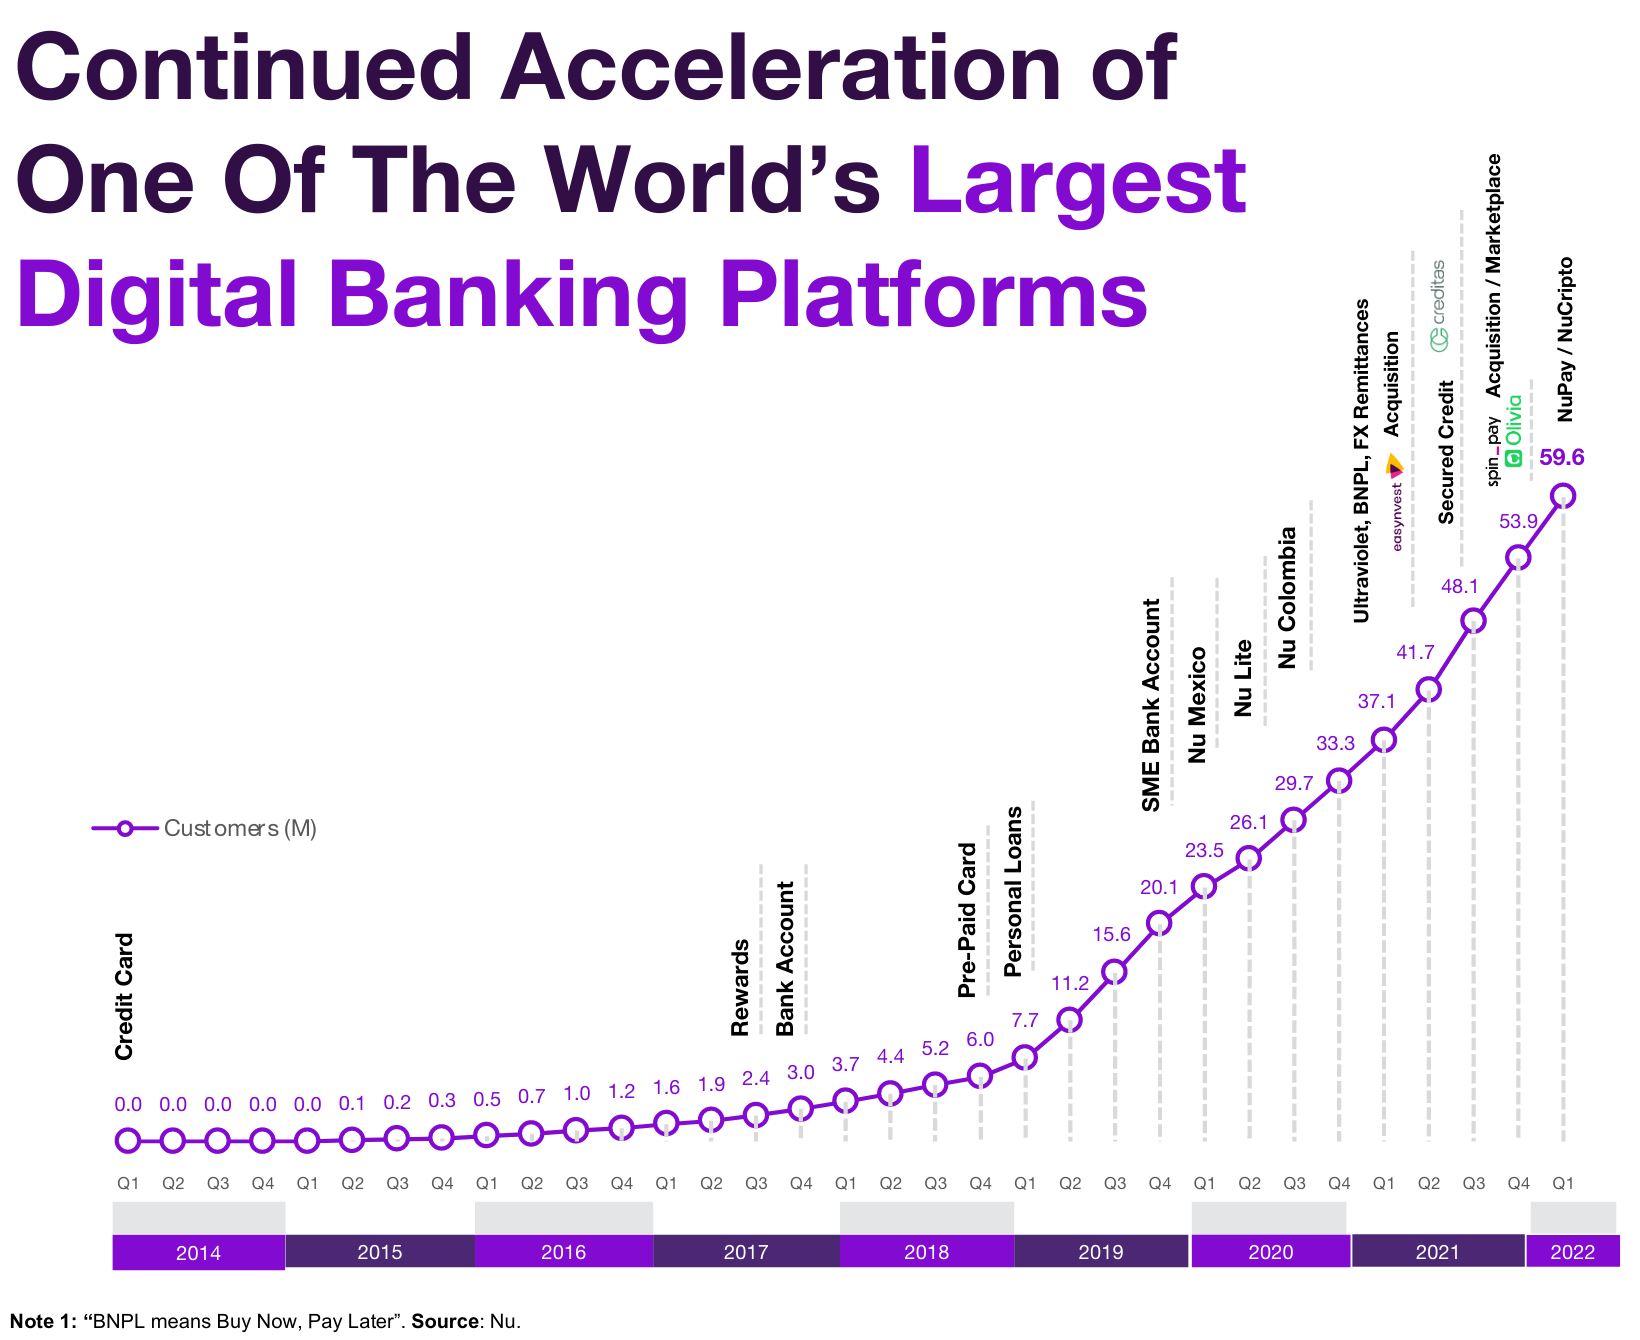 Continued Acceleration of
One Of The World's Largest
Digital Banking Platforms
Customers (M)
Credit Card
Rewards
Bank Account
Pre-Paid Card
Personal Loans
SME Bank Account
Nu Mexico
Nu Lite
Nu Colombia
Ultraviolet, BNPL, FX Remittances
easynvest Acquisition
Secured Credit creditas
spin_pay Acquisition / Marketplace
Olivia
NuPay / NuCripto
0.0 0.0 0.0 0.0 0.0 0.1 0.2 0.3 0.5 0.7 1.0 1.2 1.6 1.9 2.4 3.0 3.7 4.4 5.2 6.0 7.7 11.2 15.6 20.1 23.5 26.1 29.7 33.3 37.1 41.7 48.1 53.9 59.6
Q1 Q2 Q3 Q4 Q1 Q2 Q3 Q4 Q1 Q2 Q3 Q4 Q1 Q2 Q3 Q4 Q1 Q2 Q3 Q4 Q1 Q2 Q3 Q4 Q1 Q2 Q3 Q4 Q1 Q2 Q3 Q4 Q1
2014 2015 2016 2017 2018 2019 2020 2021 2022
Note 1: “BNPL means Buy Now, Pay Later”. Source: Nu.